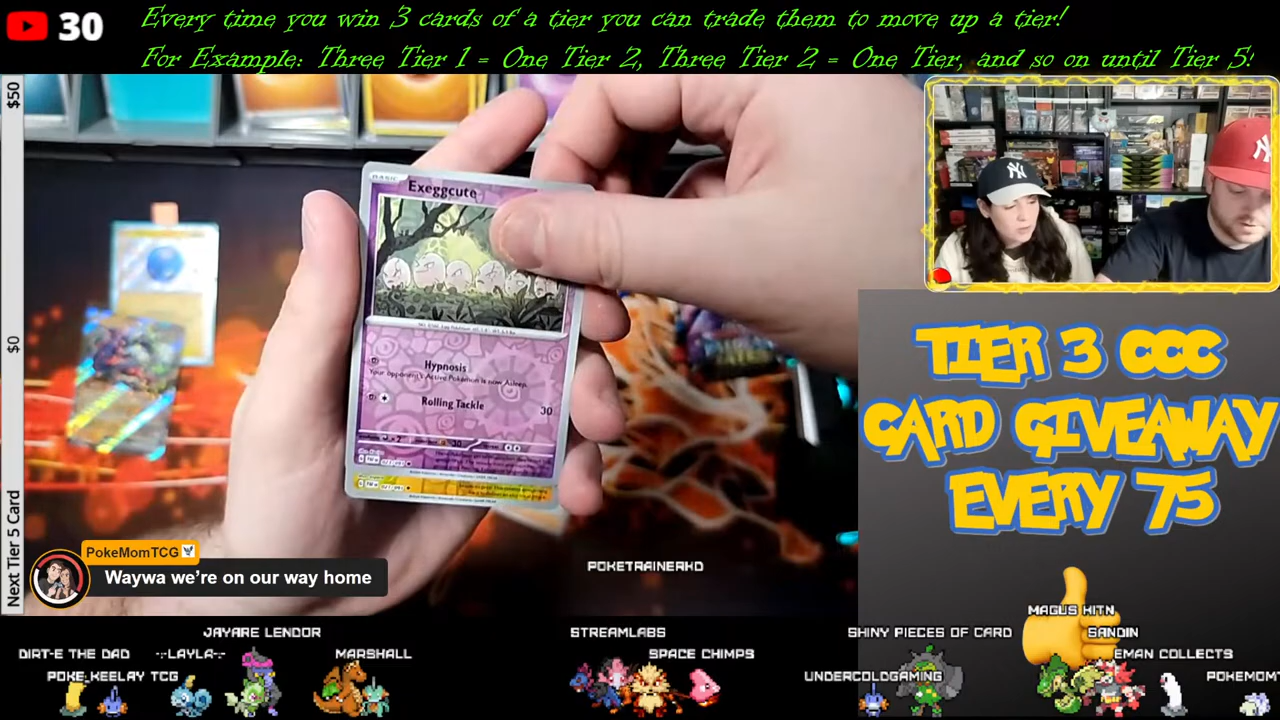 30
Every time you win 3 cards of a tier you can trade them to move up a tier!
For Example: Three Tier 1 = One Tier 2, Three Tier 2 = One Tier, and so on until Tier 5!
$50
$0
Next Tier 5 Card
BASIC
Exeggcute
Hypnosis
Your opponent's Active Pokémon is now Asleep.
Rolling Tackle 30
NY
NY
TIER 3 CCC
CARD GIVEAWAY
EVERY 75
PokeMomTCG
Waywa we're on our way home
POKETRAINERHD
MAGUS HITN
JAYARE LENDOR
STREAMLABS
SHINY PIECES OF CARD
SANDIN
DIRT-E THE DAD
--LAYLA--
MARSHALL
SPACE CHIMPS
EMAN COLLECTS
POKE KEELAY TCG
UNDERCOLDGAMING
POKEMOMT